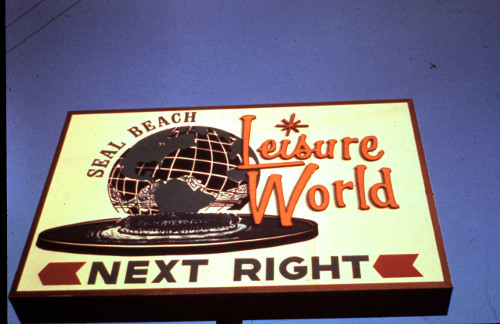 SEAL BEACH
Leisure
World
NEXT RIGHT